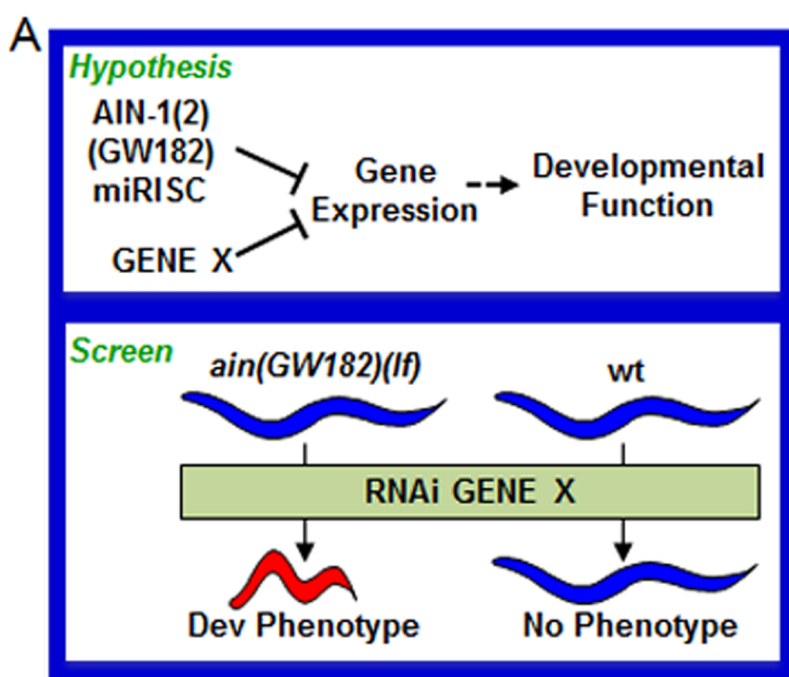 A
Hypothesis
AIN-1(2)
(GW182)
miRISC
GENE X
Gene
Expression
Developmental
Function
Screen
ain(GW182)(lf)
wt
RNAi GENE X
Dev Phenotype
No Phenotype